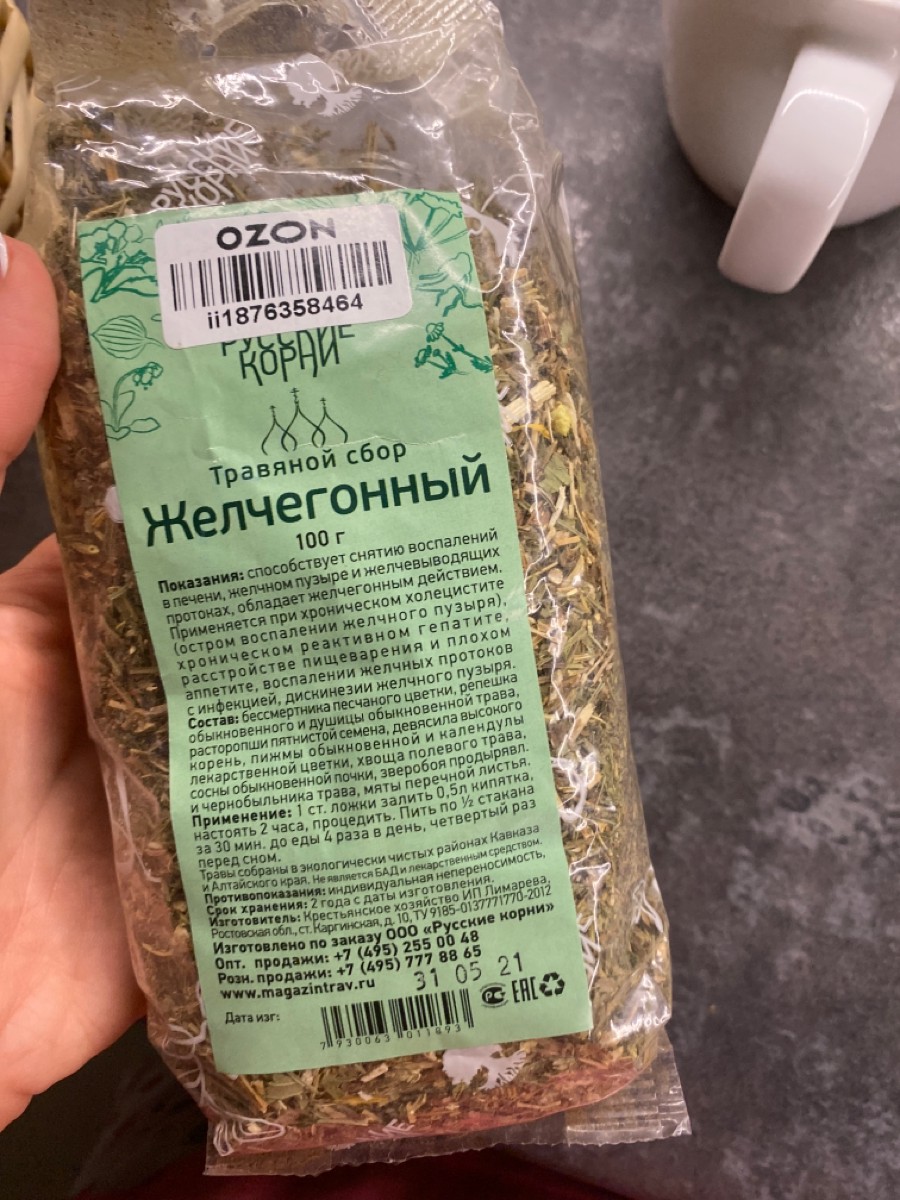 РУССКИЕ
КОРНИ
OZON
ii1876358464
РУССКИЕ
КОРНИ
Травяной сбор
Желчегонный
100 г
Показания: способствует снятию воспалений
в печени, желчном пузыре и желчевыводящих
протоках, обладает желчегонным действием.
Применяется при хроническом холецистите
(остром воспалении желчного пузыря),
хроническом реактивном гепатите,
расстройстве пищеварения и плохом
аппетите, воспалении желчных протоков
с инфекцией, дискинезии желчного пузыря.
Состав: бессмертника песчаного цветки, репешка
обыкновенного и душицы обыкновенной трава,
расторопши пятнистой семена, девясила высокого
корень, пижмы обыкновенной и календулы
лекарственной цветки, хвоща полевого трава,
сосны обыкновенной почки, зверобоя продырявл.
и чернобыльника трава, мяты перечной листья.
Применение: 1 ст. ложки залить 0,5л кипятка,
настоять 2 часа, процедить. Пить по ½ стакана
за 30 мин. до еды 4 раза в день, четвертый раз
перед сном.
Травы собраны в экологически чистых районах Кавказа
и Алтайского края. Не является БАД и лекарственным средством.
Противопоказания: индивидуальная непереносимость,
Срок хранения: 2 года с даты изготовления.
Изготовитель: Крестьянское хозяйство ИП Лимарева,
Ростовская обл., ст. Каргинская, д. 10, ТУ 9185-0137771770-2012
Изготовлено по заказу ООО «Русские корни»
Опт. продажи: +7 (495) 255 00 48
Розн. продажи: +7 (495) 777 88 65
www.magazintrav.ru
31 05 21
Дата изг:
РС EAC
7930063011893